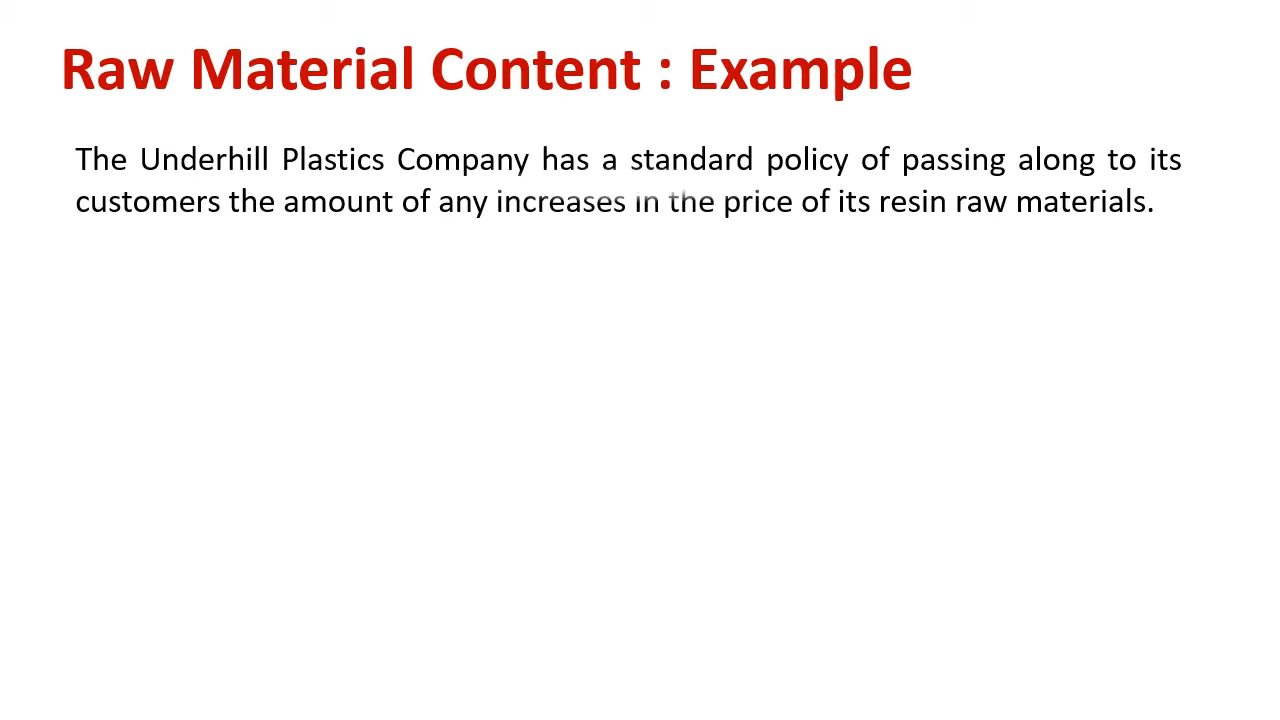 Raw Material Content : Example
The Underhill Plastics Company has a standard policy of passing along to its
customers the amount of any increases in the price of its resin raw materials.